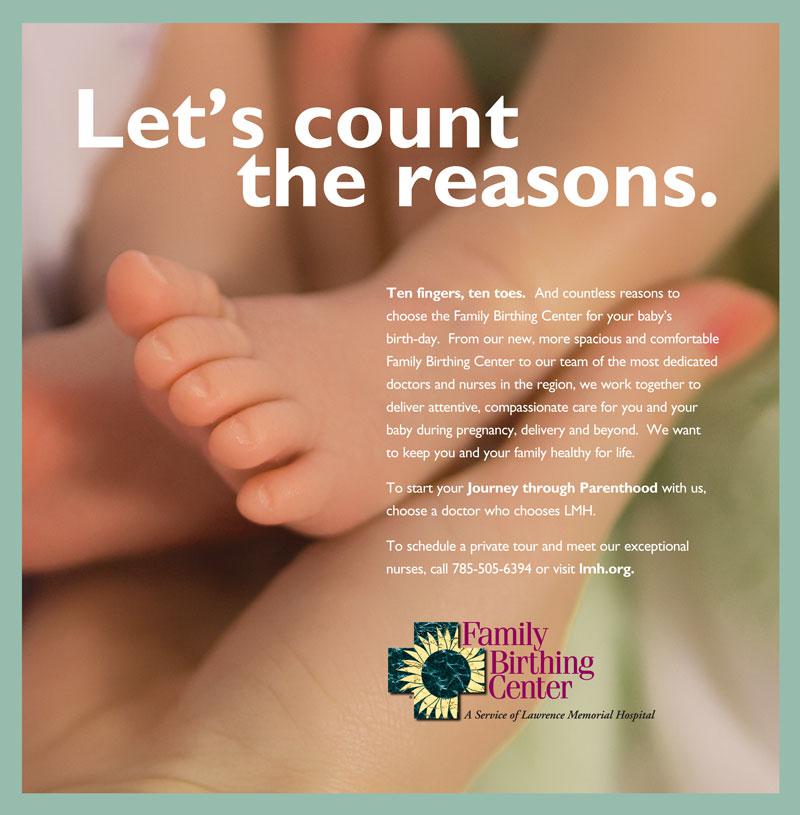 Let's count
the reasons.
Ten fingers, ten toes. And countless reasons to
choose the Family Birthing Center for your baby's
birth-day. From our new, more spacious and comfortable
Family Birthing Center to our team of the most dedicated
doctors and nurses in the region, we work together to
deliver attentive, compassionate care for you and your
baby during pregnancy, delivery and beyond. We want
to keep you and your family healthy for life.
To start your Journey through Parenthood with us,
choose a doctor who chooses LMH.
To schedule a private tour and meet our exceptional
nurses, call 785-505-6394 or visit lmh.org.
Family
Birthing
Center
A Service of Lawrence Memorial Hospital